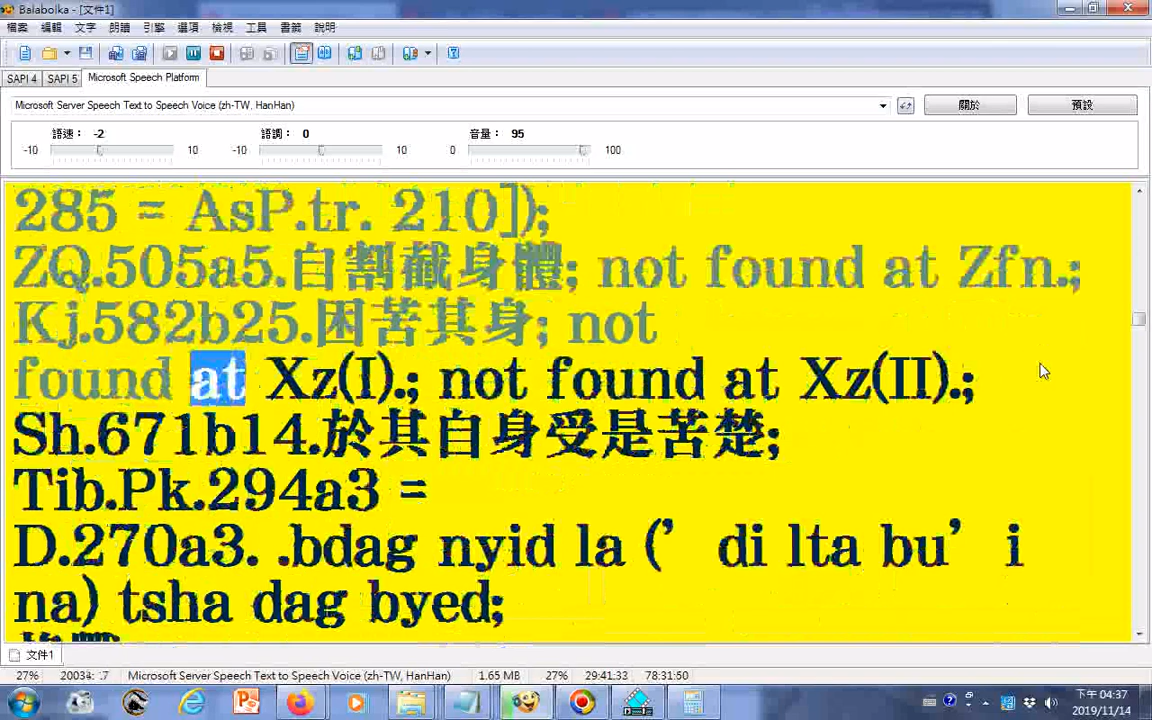 Balabolka - [文件1]
檔案 編輯 文字 朗讀 引擎 選項 檢視 工具 書籤 說明
SAPI 4 SAPI 5 Microsoft Speech Platform
Microsoft Server Speech Text to Speech Voice (zh-TW, HanHan) 關於 預設
語速： -2 語調： 0 音量： 95
-10 10 -10 10 0 100
285 = AsP.tr. 210]);
ZQ.505a5.自割截身體; not found at Zfn.;
Kj.582b25.困苦其身; not
found at Xz(I).; not found at Xz(II).;
Sh.671b14.於其自身受是苦楚;
Tib.Pk.294a3 =
D.270a3. .bdag nyid la (’ di lta bu’ i
na) tsha dag byed;
文件1
27% Microsoft Server Speech Text to Speech Voice (zh-TW, HanHan) 1.65 MB 27% 29:41:33 78:31:50
下午 04:37
2019/11/14